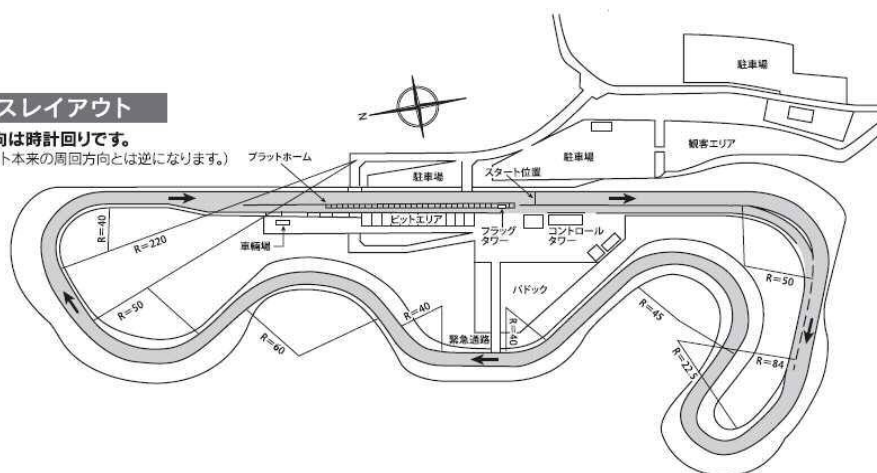 スレイアウト
向は時計回りです。
ト本来の周回方向とは逆になります。）
N
プラットホーム
駐車場
駐車場
駐車場
観客エリア
スタート位置
ピットエリア
車輛場
フラッグ
タワー
コントロール
タワー
パドック
緊急通路
R=40
R=220
R=50
R=60
R=40
R=40
R=45
R=22.5
R=50
R=84